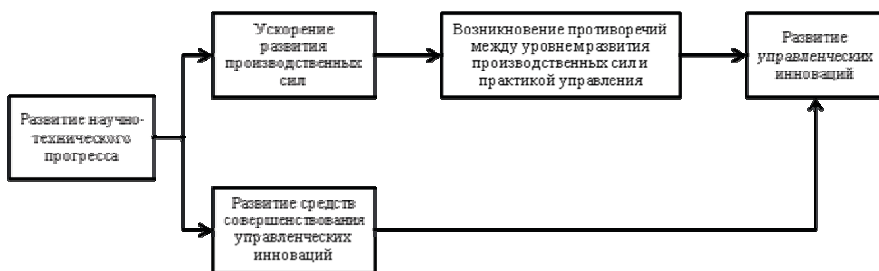 Ускорение
развития
производственных
сил
Возникновение противоречий
между уровнем развития
производственных сил и
практикой управления
Развитие
управленческих
инноваций
Развитие научно-
технического
прогресса
Развитие средств
совершенствования
управленческих
инноваций